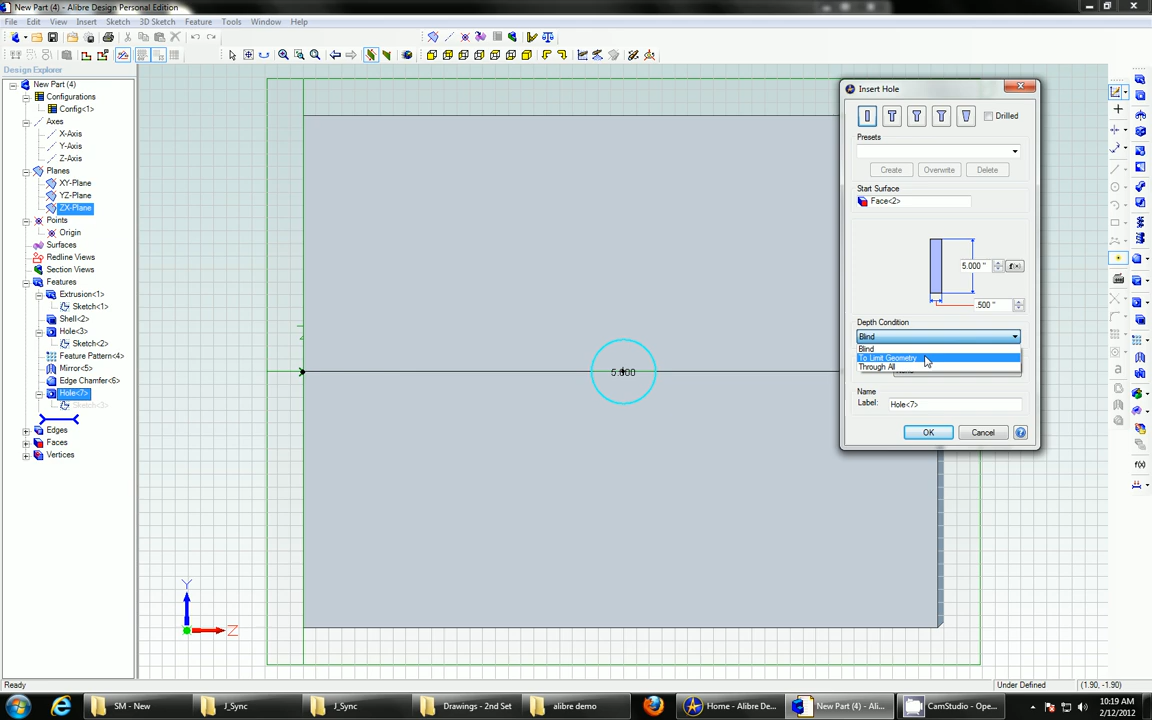 New Part (4) - Alibre Design Personal Edition
File Edit View Insert Sketch 3D Sketch Feature Tools Window Help
Design Explorer
New Part (4)
Configurations
Config<1>
Axes
X-Axis
Y-Axis
Z-Axis
Planes
XY-Plane
YZ-Plane
ZX-Plane
Points
Origin
Surfaces
Redline Views
Section Views
Features
Extrusion<1>
Sketch<1>
Shell<2>
Hole<3>
Sketch<2>
Feature Pattern<4>
Mirror<5>
Edge Chamfer<6>
Hole<7>
Sketch<3>
Edges
Faces
Vertices
5.000
Y
Z
Insert Hole
Drilled
Presets
Create Overwrite Delete
Start Surface
Face<2>
5.000 "
f(x)
.500 "
Depth Condition
Blind
Blind
To Limit Geometry
Through All
Name
Label: Hole<7>
OK Cancel
f(x)
Ready
Under Defined (1.90, -1.90)
SM - New
J_Sync
J_Sync
Drawings - 2nd Set
alibre demo
Home - Alibre De...
New Part (4) - Ali...
CamStudio - Ope...
10:19 AM
2/12/2012